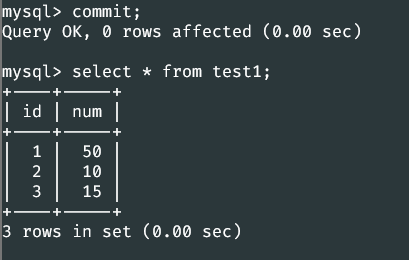 mysql> commit;
Query OK, 0 rows affected (0.00 sec)
mysql> select * from test1;
+----+-----+
| id | num |
+----+-----+
| 1 | 50 |
| 2 | 10 |
| 3 | 15 |
+----+-----+
3 rows in set (0.00 sec)